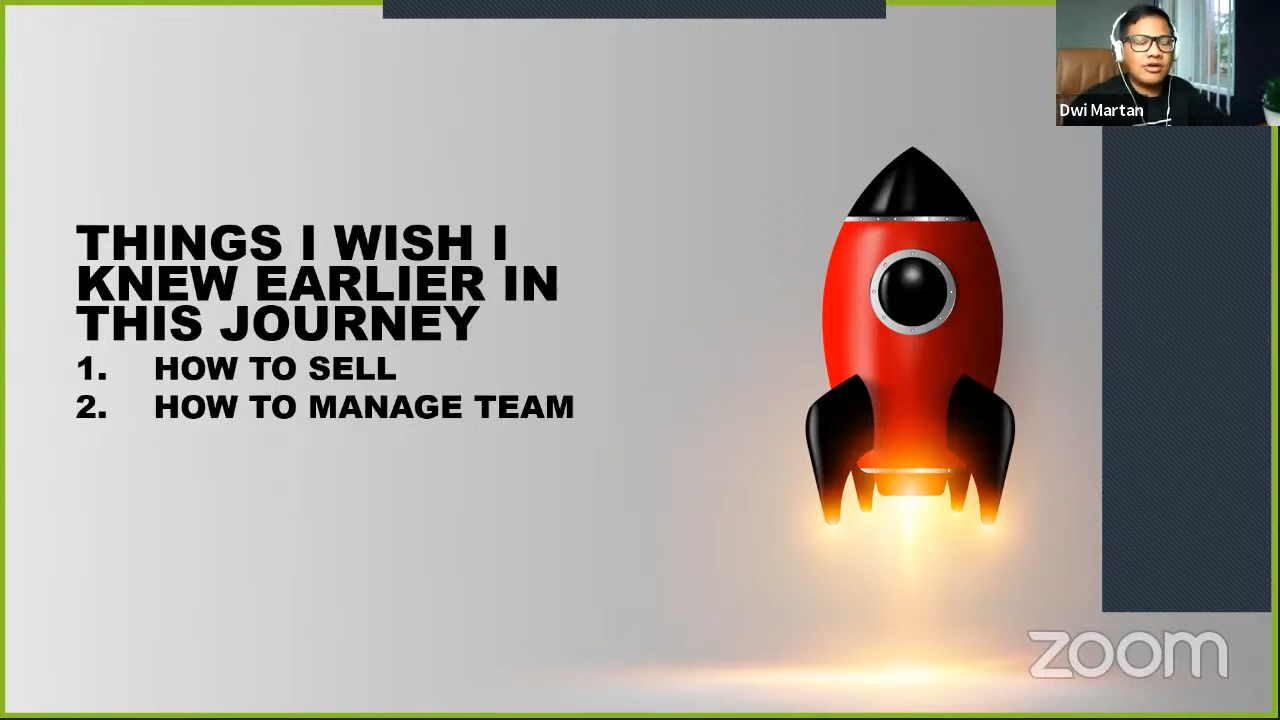 Dwi Martan
THINGS I WISH I
KNEW EARLIER IN
THIS JOURNEY
1. HOW TO SELL
2. HOW TO MANAGE TEAM
zoom